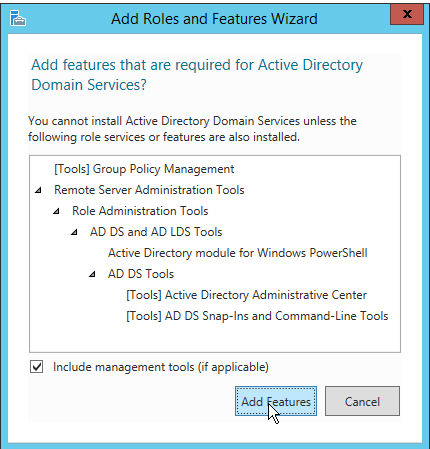 Add Roles and Features Wizard
x
Add features that are required for Active Directory
Domain Services?
You cannot install Active Directory Domain Services unless the
following role services or features are also installed.
[Tools] Group Policy Management
Remote Server Administration Tools
Role Administration Tools
AD DS and AD LDS Tools
Active Directory module for Windows PowerShell
AD DS Tools
[Tools] Active Directory Administrative Center
[Tools] AD DS Snap-Ins and Command-Line Tools
Include management tools (if applicable)
Add Features
Cancel